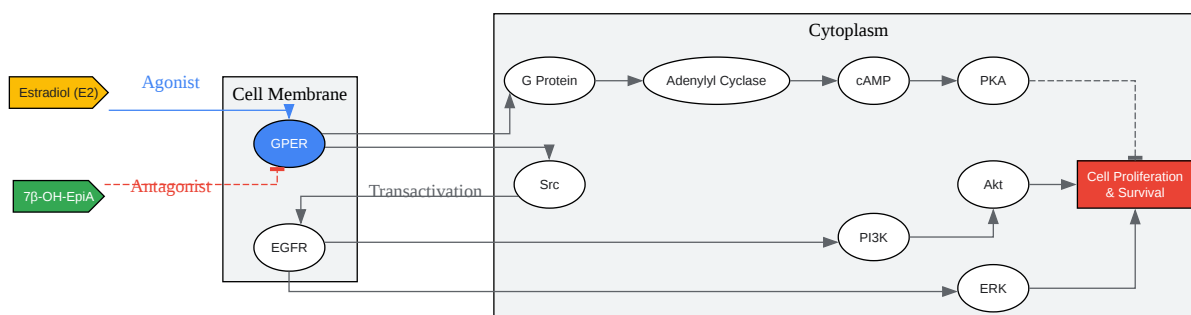 Cytoplasm
Estradiol (E2)
Agonist
Cell Membrane
G Protein
Adenylyl Cyclase
cAMP
PKA
GPER
7β-OH-EpiA
Antagonist
Transactivation
Src
Akt
Cell Proliferation
& Survival
EGFR
PI3K
ERK